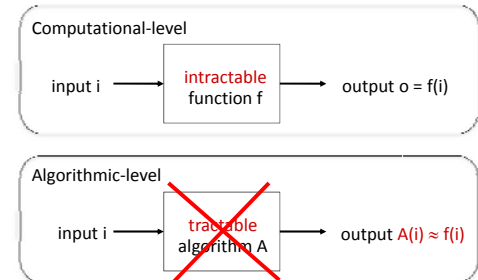 Computational-level
input i
intractable
function f
output o = f(i)
Algorithmic-level
input i
tractable
algorithm A
output A(i) ≈ f(i)